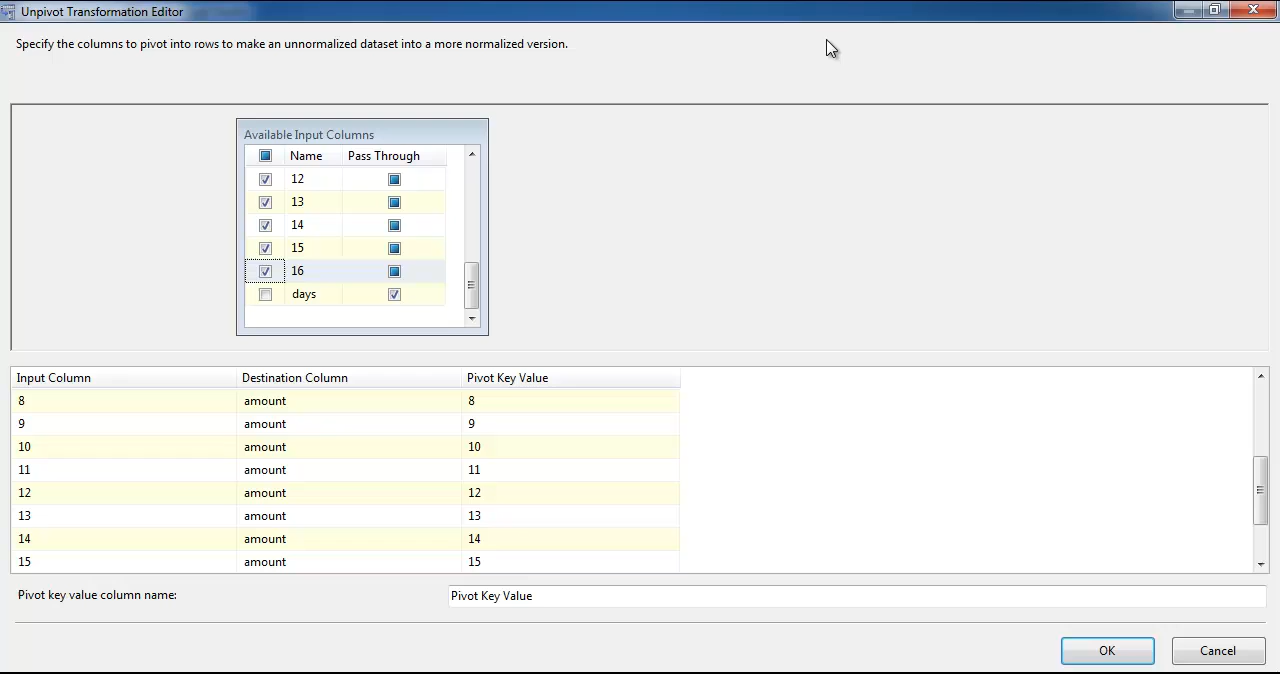 Unpivot Transformation Editor
Specify the columns to pivot into rows to make an unnormalized dataset into a more normalized version.
Available Input Columns
Name Pass Through
12
13
14
15
16
days
Input Column Destination Column Pivot Key Value
8 amount 8
9 amount 9
10 amount 10
11 amount 11
12 amount 12
13 amount 13
14 amount 14
15 amount 15
Pivot key value column name: Pivot Key Value
OK Cancel